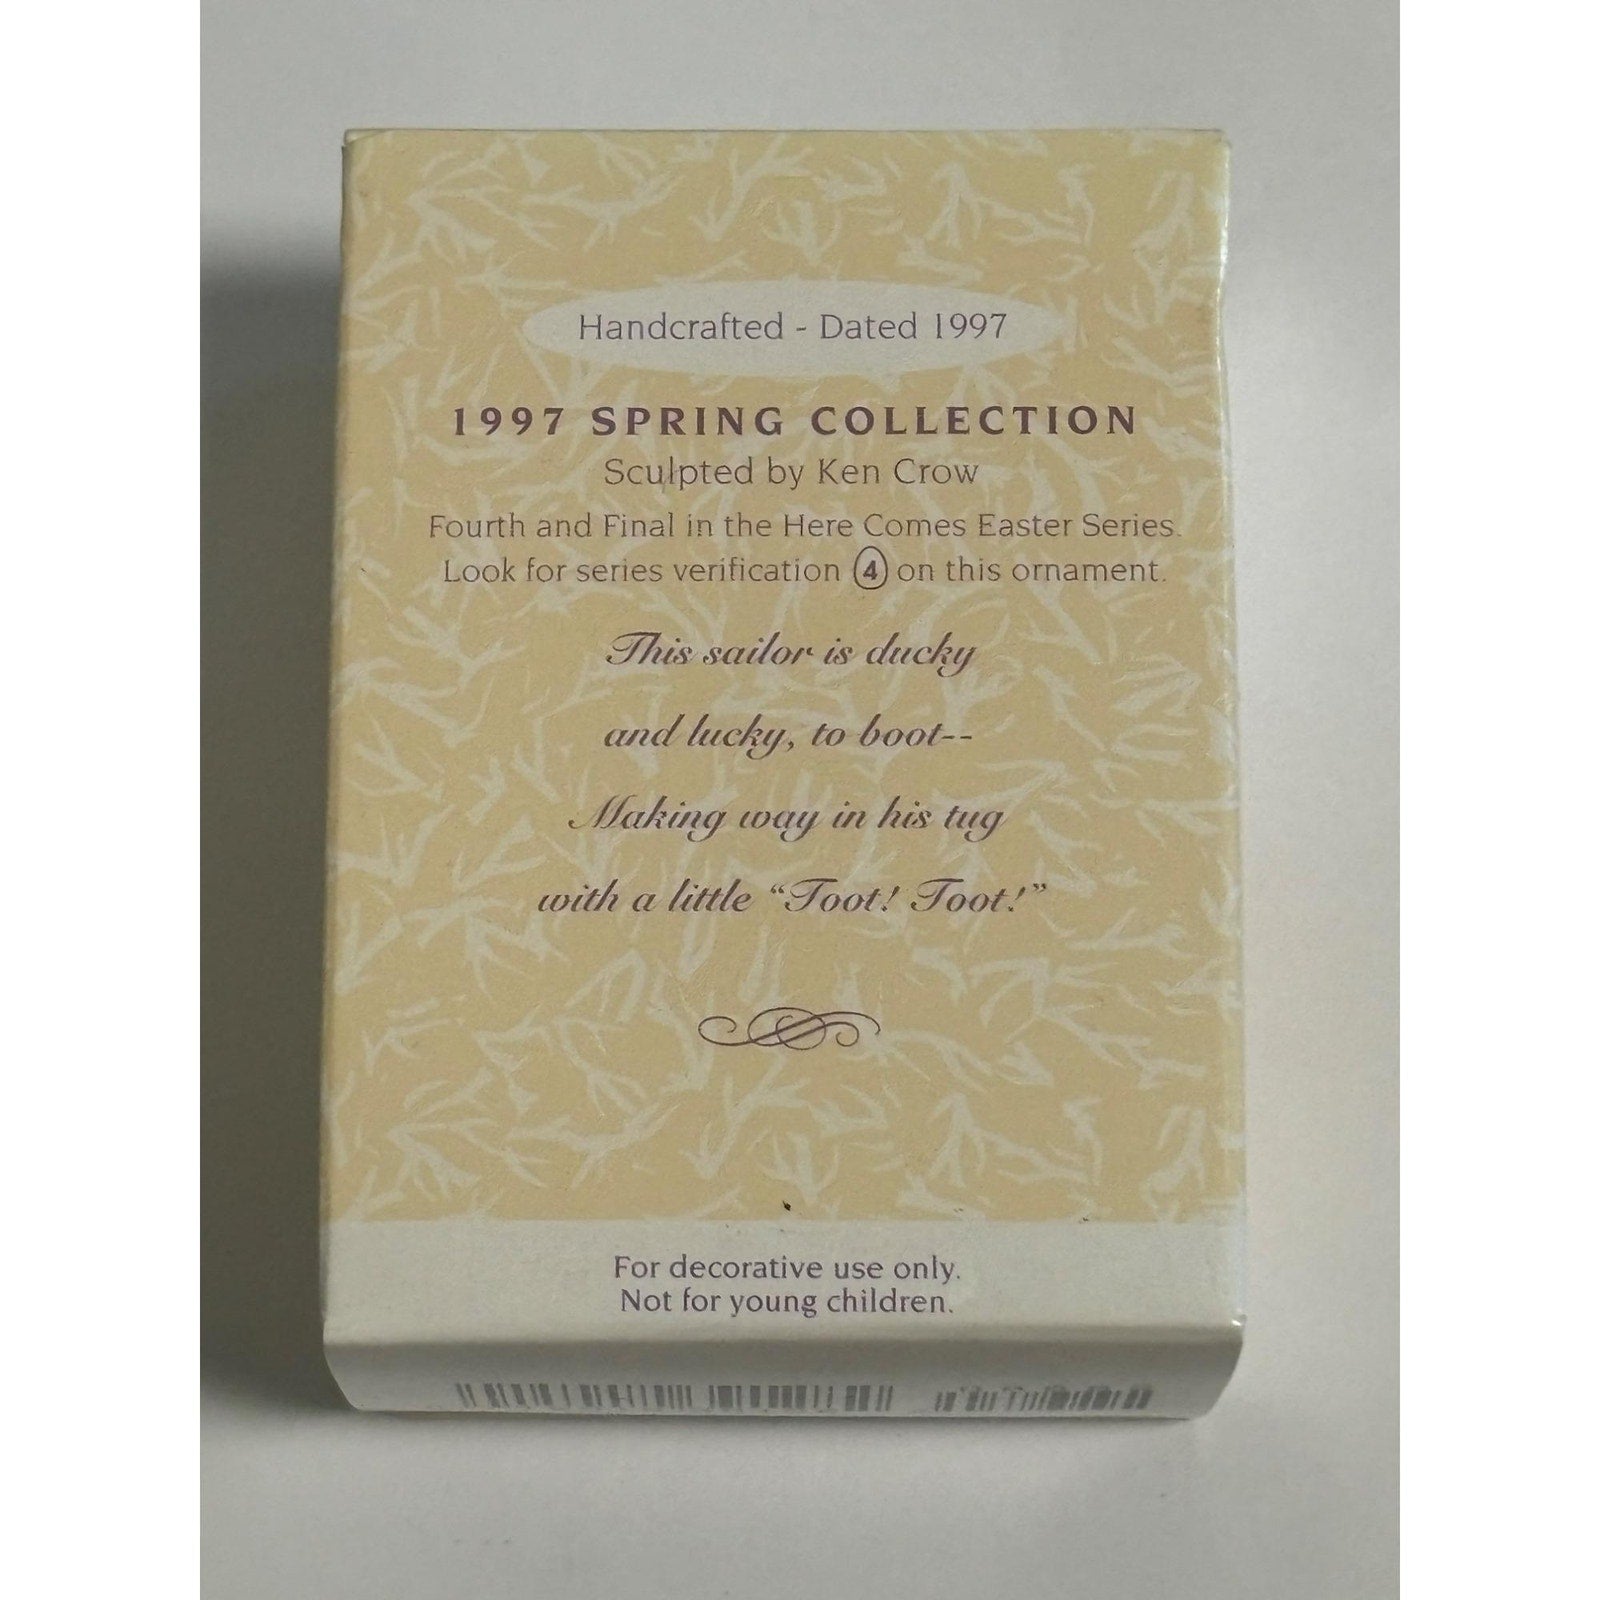 Handcrafted - Dated 1997
1997 SPRING COLLECTION
Sculpted by Ken Crow
Fourth and Final in the Here Comes Easter Series.
Look for series verification 4 on this ornament.
This sailor is ducky
and lucky, to boot--
Making way in his tug
with a little “Toot! Toot!”
For decorative use only.
Not for young children.